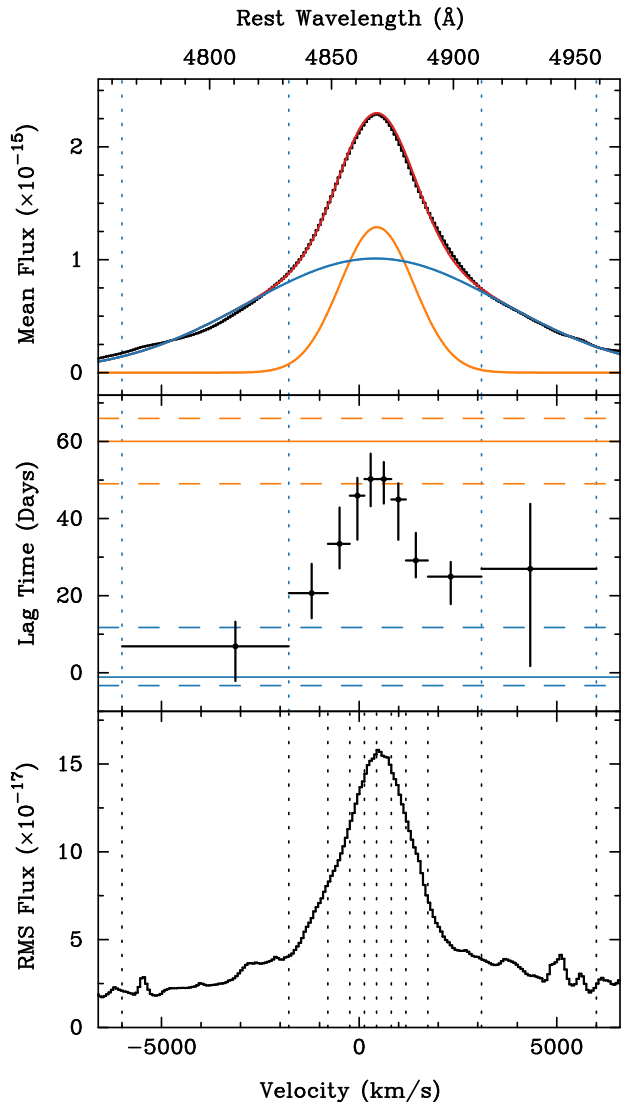 Rest Wavelength (Å)
4800 4850 4900 4950
Mean Flux (×10⁻¹⁵)
2
1
0
Lag Time (Days)
60
40
20
0
RMS Flux (×10⁻¹⁷)
15
10
5
0
−5000 0 5000
Velocity (km/s)